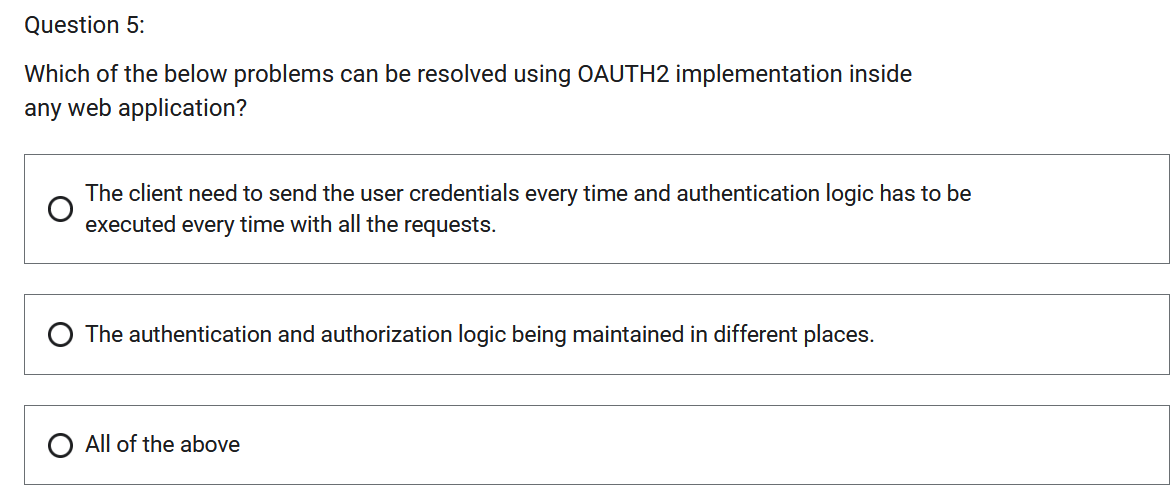 Question 5:
Which of the below problems can be resolved using OAUTH2 implementation inside
any web application?
The client need to send the user credentials every time and authentication logic has to be
executed every time with all the requests.
The authentication and authorization logic being maintained in different places.
All of the above